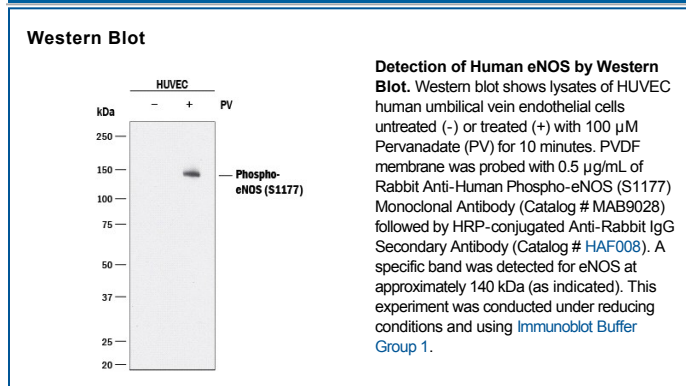 Western Blot
HUVEC
− + PV
kDa
250
150
100
75
50
37
25
20
Phospho-
eNOS (S1177)
Detection of Human eNOS by Western
Blot. Western blot shows lysates of HUVEC
human umbilical vein endothelial cells
untreated (-) or treated (+) with 100 µM
Pervanadate (PV) for 10 minutes. PVDF
membrane was probed with 0.5 µg/mL of
Rabbit Anti-Human Phospho-eNOS (S1177)
Monoclonal Antibody (Catalog # MAB9028)
followed by HRP-conjugated Anti-Rabbit IgG
Secondary Antibody (Catalog # HAF008). A
specific band was detected for eNOS at
approximately 140 kDa (as indicated). This
experiment was conducted under reducing
conditions and using Immunoblot Buffer
Group 1.